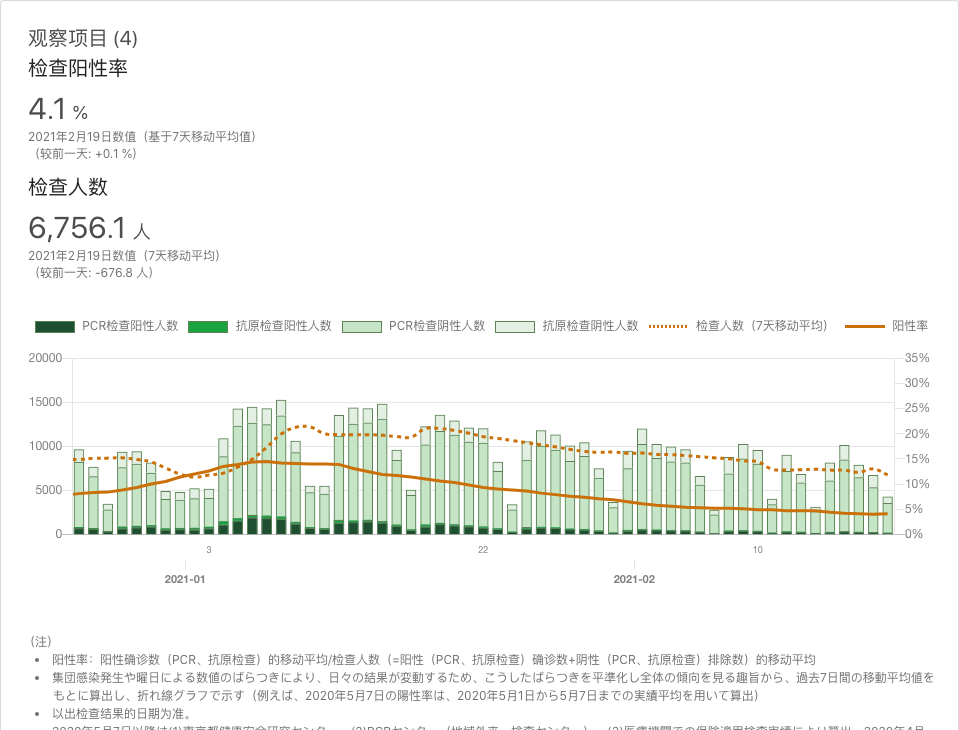 观察项目 (4)
检查阳性率
4.1 %
2021年2月19日数值（基于7天移动平均值）
（较前一天: +0.1 %）
检查人数
6,756.1 人
2021年2月19日数值（7天移动平均）
（较前一天: -676.8 人）
PCR检查阳性人数 抗原检查阳性人数 PCR检查阴性人数 抗原检查阴性人数 检查人数（7天移动平均） 阳性率
20000 35%
30%
15000 25%
20%
10000 15%
5000 10%
5%
0 0%
3 22 10
2021-01 2021-02
（注）
• 阳性率：阳性确诊数（PCR、抗原检查）的移动平均/检查人数（=阳性（PCR、抗原检查）确诊数+阴性（PCR、抗原检查）排除数）的移动平均
• 集団感染発生や曜日による数値のばらつきにより、日々の結果が変動するため、こうしたばらつきを平準化し全体の傾向を見る趣旨から、過去7日間の移動平均値を
もとに算出し、折れ線グラフで示す（例えば、2020年5月7日の陽性率は、2020年5月1日から5月7日までの実績平均を用いて算出）
• 以出检查结果的日期为准。